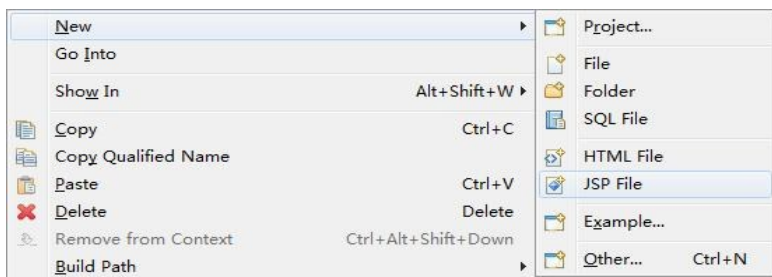 New
Go Into
Show In Alt+Shift+W
Copy Ctrl+C
Copy Qualified Name
Paste Ctrl+V
Delete Delete
Remove from Context Ctrl+Alt+Shift+Down
Build Path
Project...
File
Folder
SQL File
HTML File
JSP File
Example...
Other... Ctrl+N